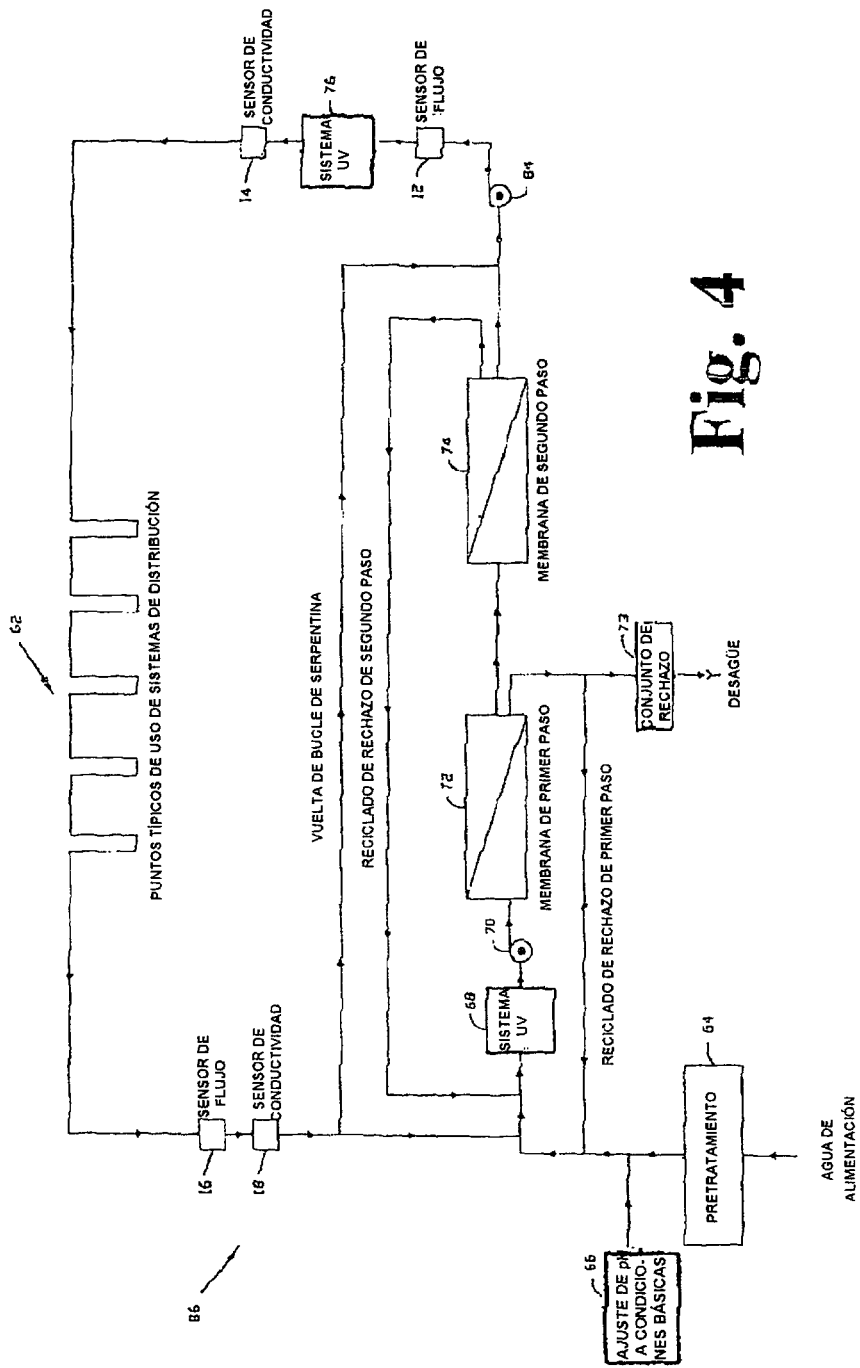 62
PUNTOS TÍPICOS DE USO DE SISTEMAS DE DISTRIBUCIÓN
14
SENSOR DE
CONDUCTIVIDAD
SISTEMA
UV
76
12
SENSOR DE
FLUJO
84
16
SENSOR DE
FLUJO
18
SENSOR DE
CONDUCTIVIDAD
86
VUELTA DE BUCLE DE SERPENTINA
RECICLADO DE RECHAZO DE SEGUNDO PASO
68
SISTEMA
UV
70
72
MEMBRANA DE PRIMER PASO
74
MEMBRANA DE SEGUNDO PASO
73
CONJUNTO DE
RECHAZO
DESAGÜE
RECICLADO DE RECHAZO DE PRIMER PASO
66
AJUSTE DE pH
A CONDICIO-
NES BÁSICAS
64
PRETRATAMIENTO
AGUA DE
ALIMENTACIÓN
Fig. 4